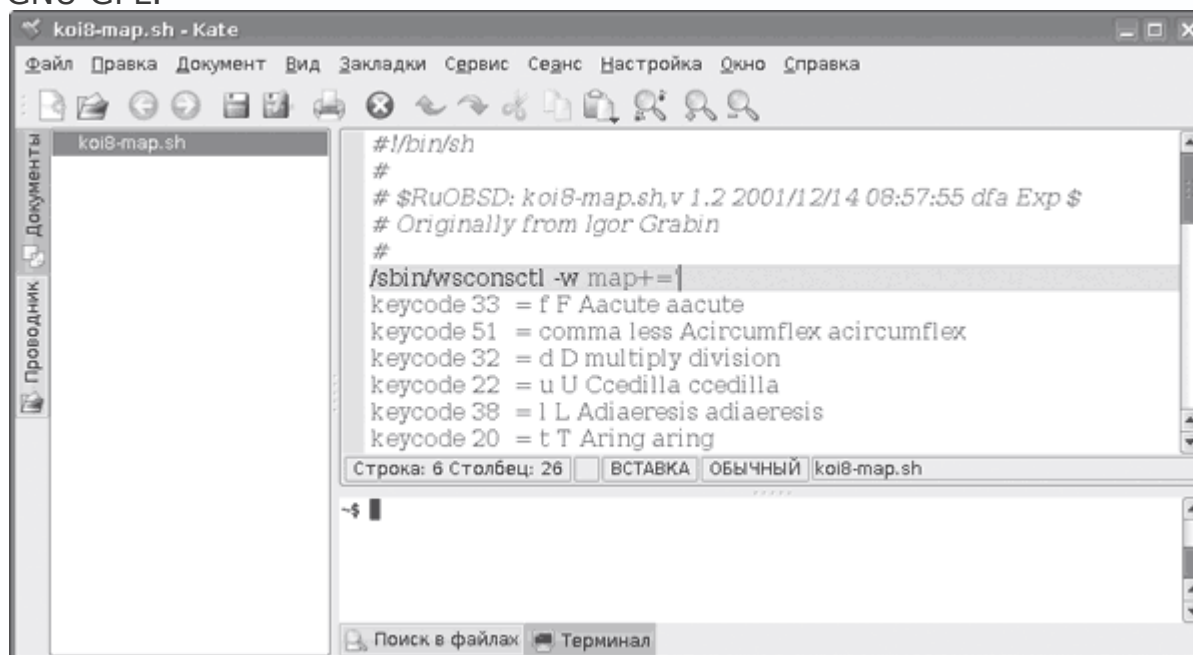 GNU GPL.
koi8-map.sh - Kate
Файл Правка Документ Вид Закладки Сервис Сеанс Настройка Окно Справка
Документы
Проводник
koi8-map.sh
#!/bin/sh
#
# $RuOBSD: koi8-map.sh,v 1.2 2001/12/14 08:57:55 dfa Exp $
# Originally from Igor Grabin
#
/sbin/wsconsctl -w map+='
keycode 33 = f F Aacute aacute
keycode 51 = comma less Acircumflex acircumflex
keycode 32 = d D multiply division
keycode 22 = u U Ccedilla ccedilla
keycode 38 = l L Adiaeresis adiaeresis
keycode 20 = t T Aring aring
Строка: 6 Столбец: 26 ВСТАВКА ОБЫЧНЫЙ koi8-map.sh
~$
Поиск в файлах Терминал